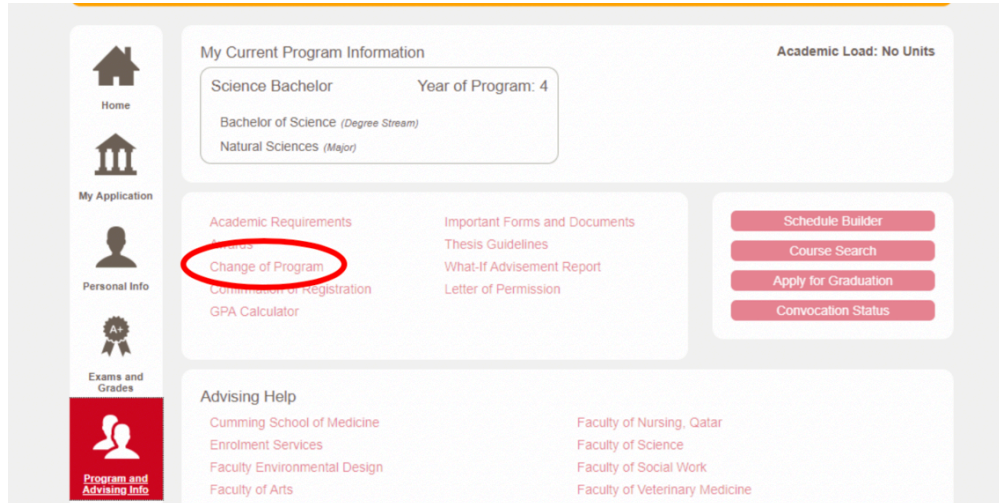 Home
My Application
Personal Info
A+
Exams and
Grades
Program and
Advising Info
My Current Program Information
Academic Load: No Units
Science Bachelor
Year of Program: 4
Bachelor of Science (Degree Stream)
Natural Sciences (Major)
Academic Requirements
Awards
Change of Program
Confirmation of Registration
GPA Calculator
Important Forms and Documents
Thesis Guidelines
What-If Advisement Report
Letter of Permission
Schedule Builder
Course Search
Apply for Graduation
Convocation Status
Advising Help
Cumming School of Medicine
Enrolment Services
Faculty Environmental Design
Faculty of Arts
Faculty of Nursing, Qatar
Faculty of Science
Faculty of Social Work
Faculty of Veterinary Medicine